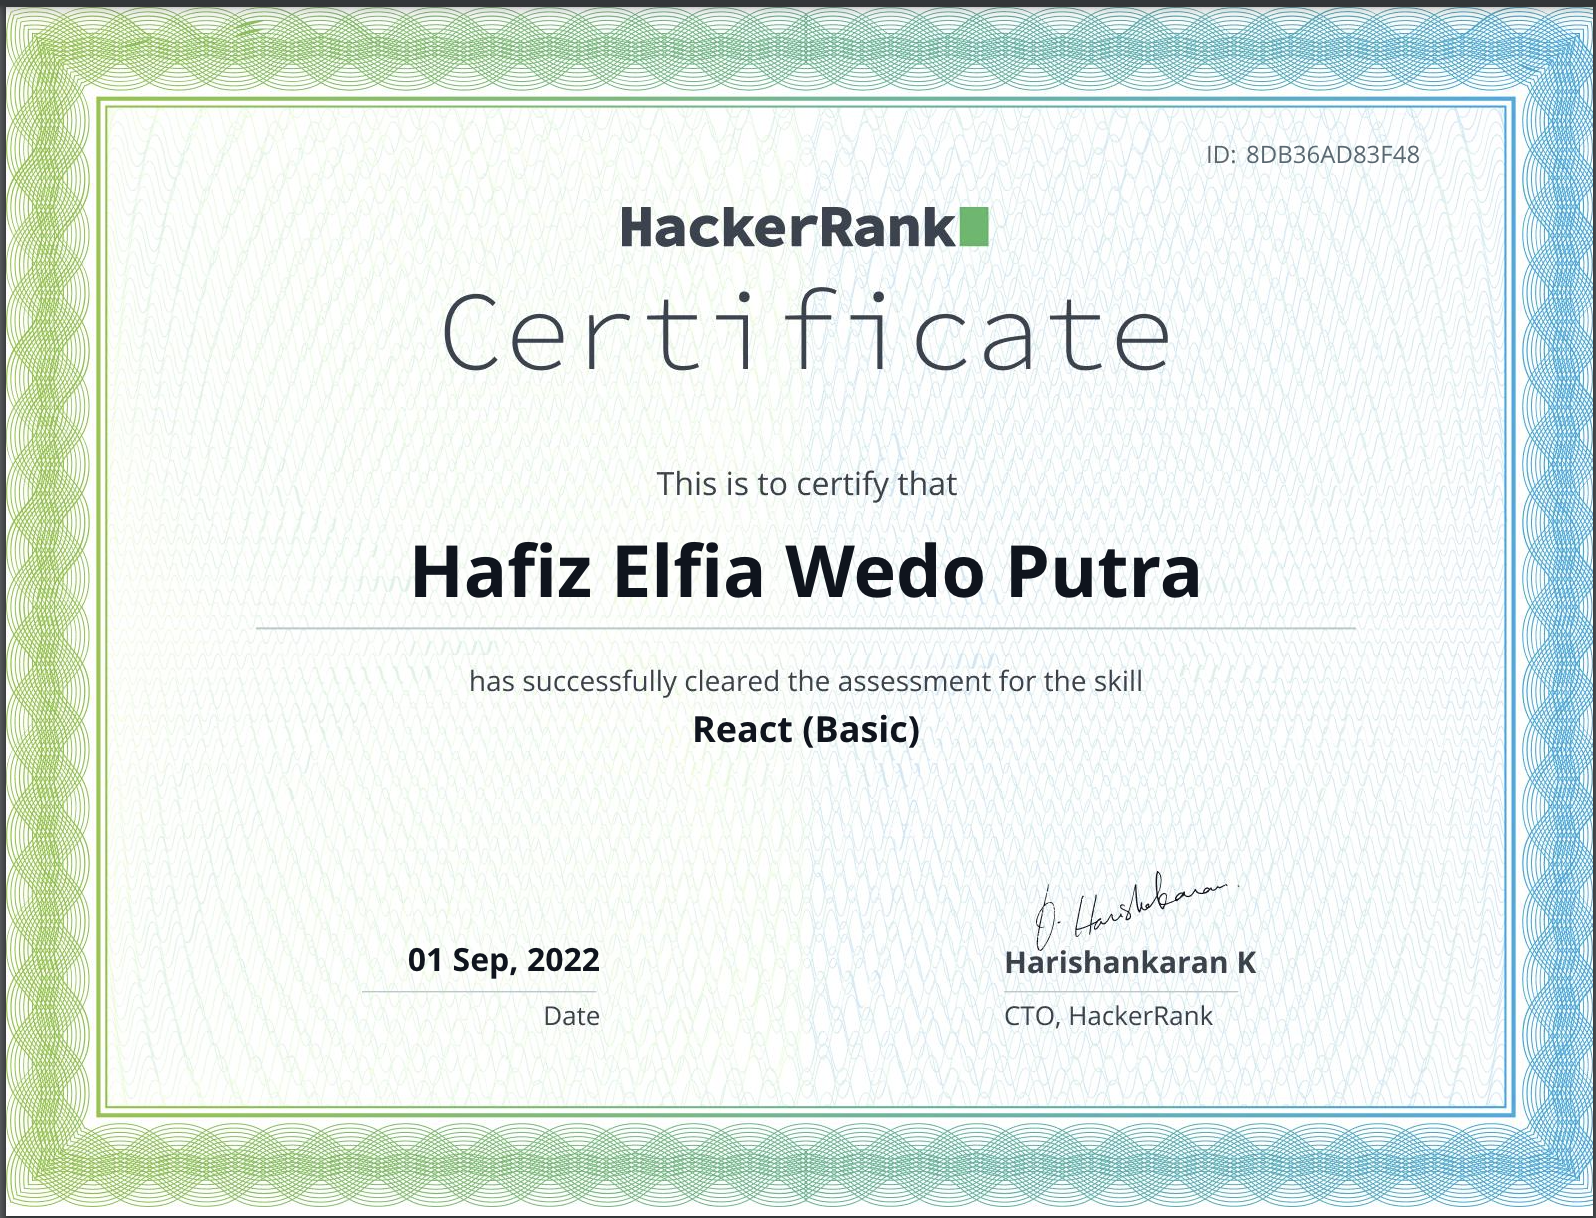 ID: 8DB36AD83F48
HackerRank
Certificate
This is to certify that
Hafiz Elfia Wedo Putra
has successfully cleared the assessment for the skill
React (Basic)
01 Sep, 2022
Date
Harishankaran K
CTO, HackerRank